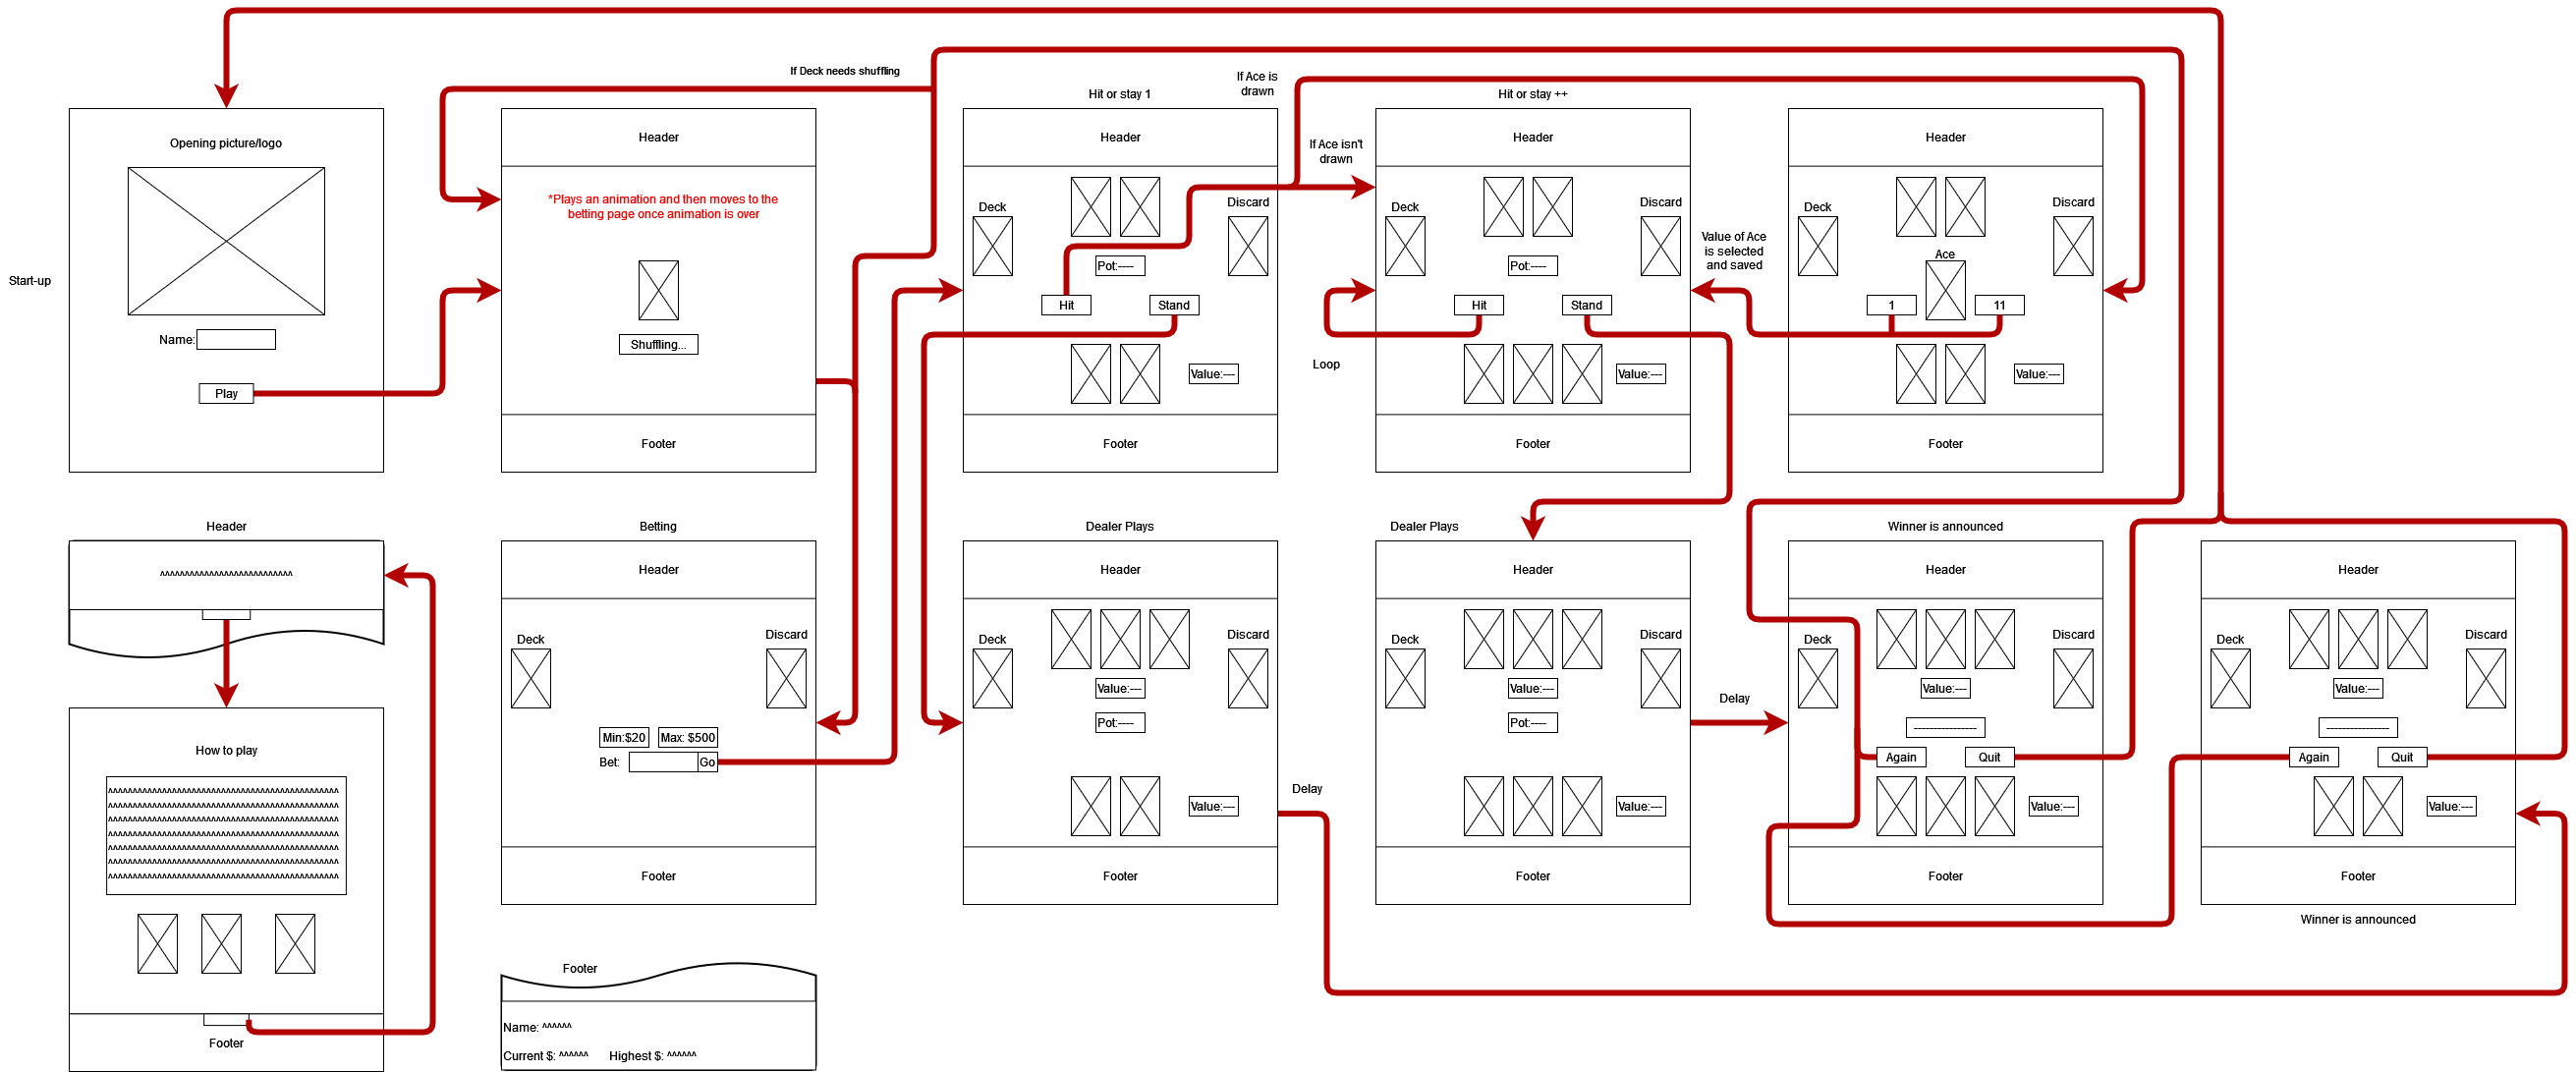 If Deck needs shuffling
If Ace is
drawn
Hit or stay 1
Hit or stay ++
Start-up
Opening picture/logo
Name:
Play
Header
*Plays an animation and then moves to the
betting page once animation is over
Shuffling...
Footer
Header
Deck
Discard
Pot:----
Hit
Stand
Value:---
Footer
If Ace isn't
drawn
Header
Deck
Discard
Pot:----
Hit
Stand
Loop
Value:---
Footer
Value of Ace
is selected
and saved
Header
Deck
Discard
Ace
1
11
Value:---
Footer
Header
^^^^^^^^^^^^^^^^^^^^^^^^^^^
How to play
^^^^^^^^^^^^^^^^^^^^^^^^^^^^^^^^^^^^^^^^^^^^^^^
^^^^^^^^^^^^^^^^^^^^^^^^^^^^^^^^^^^^^^^^^^^^^^^
^^^^^^^^^^^^^^^^^^^^^^^^^^^^^^^^^^^^^^^^^^^^^^^
^^^^^^^^^^^^^^^^^^^^^^^^^^^^^^^^^^^^^^^^^^^^^^^
^^^^^^^^^^^^^^^^^^^^^^^^^^^^^^^^^^^^^^^^^^^^^^^
^^^^^^^^^^^^^^^^^^^^^^^^^^^^^^^^^^^^^^^^^^^^^^^
^^^^^^^^^^^^^^^^^^^^^^^^^^^^^^^^^^^^^^^^^^^^^^^
Footer
Betting
Header
Deck
Discard
Min:$20
Max: $500
Bet:
Go
Footer
Footer
Name: ^^^^^^
Current $: ^^^^^^
Highest $: ^^^^^^
Dealer Plays
Header
Deck
Discard
Value:---
Pot:----
Value:---
Footer
Delay
Dealer Plays
Header
Deck
Discard
Value:---
Pot:----
Value:---
Footer
Delay
Winner is announced
Header
Deck
Discard
Value:---
----------------
Again
Quit
Value:---
Footer
Header
Deck
Discard
Value:---
----------------
Again
Quit
Value:---
Footer
Winner is announced